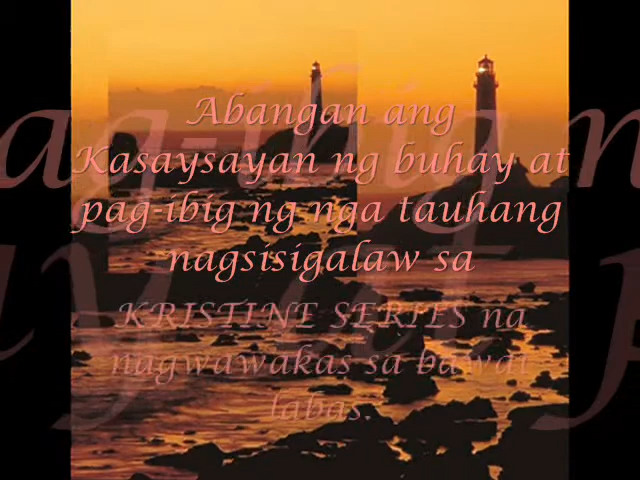 Abangan ang
Kasaysayan ng buhay at
pag-ibig ng nga tauhang
nagsisigalaw sa
KRISTINE SERIES na
nagwawakas sa bawat
labas.